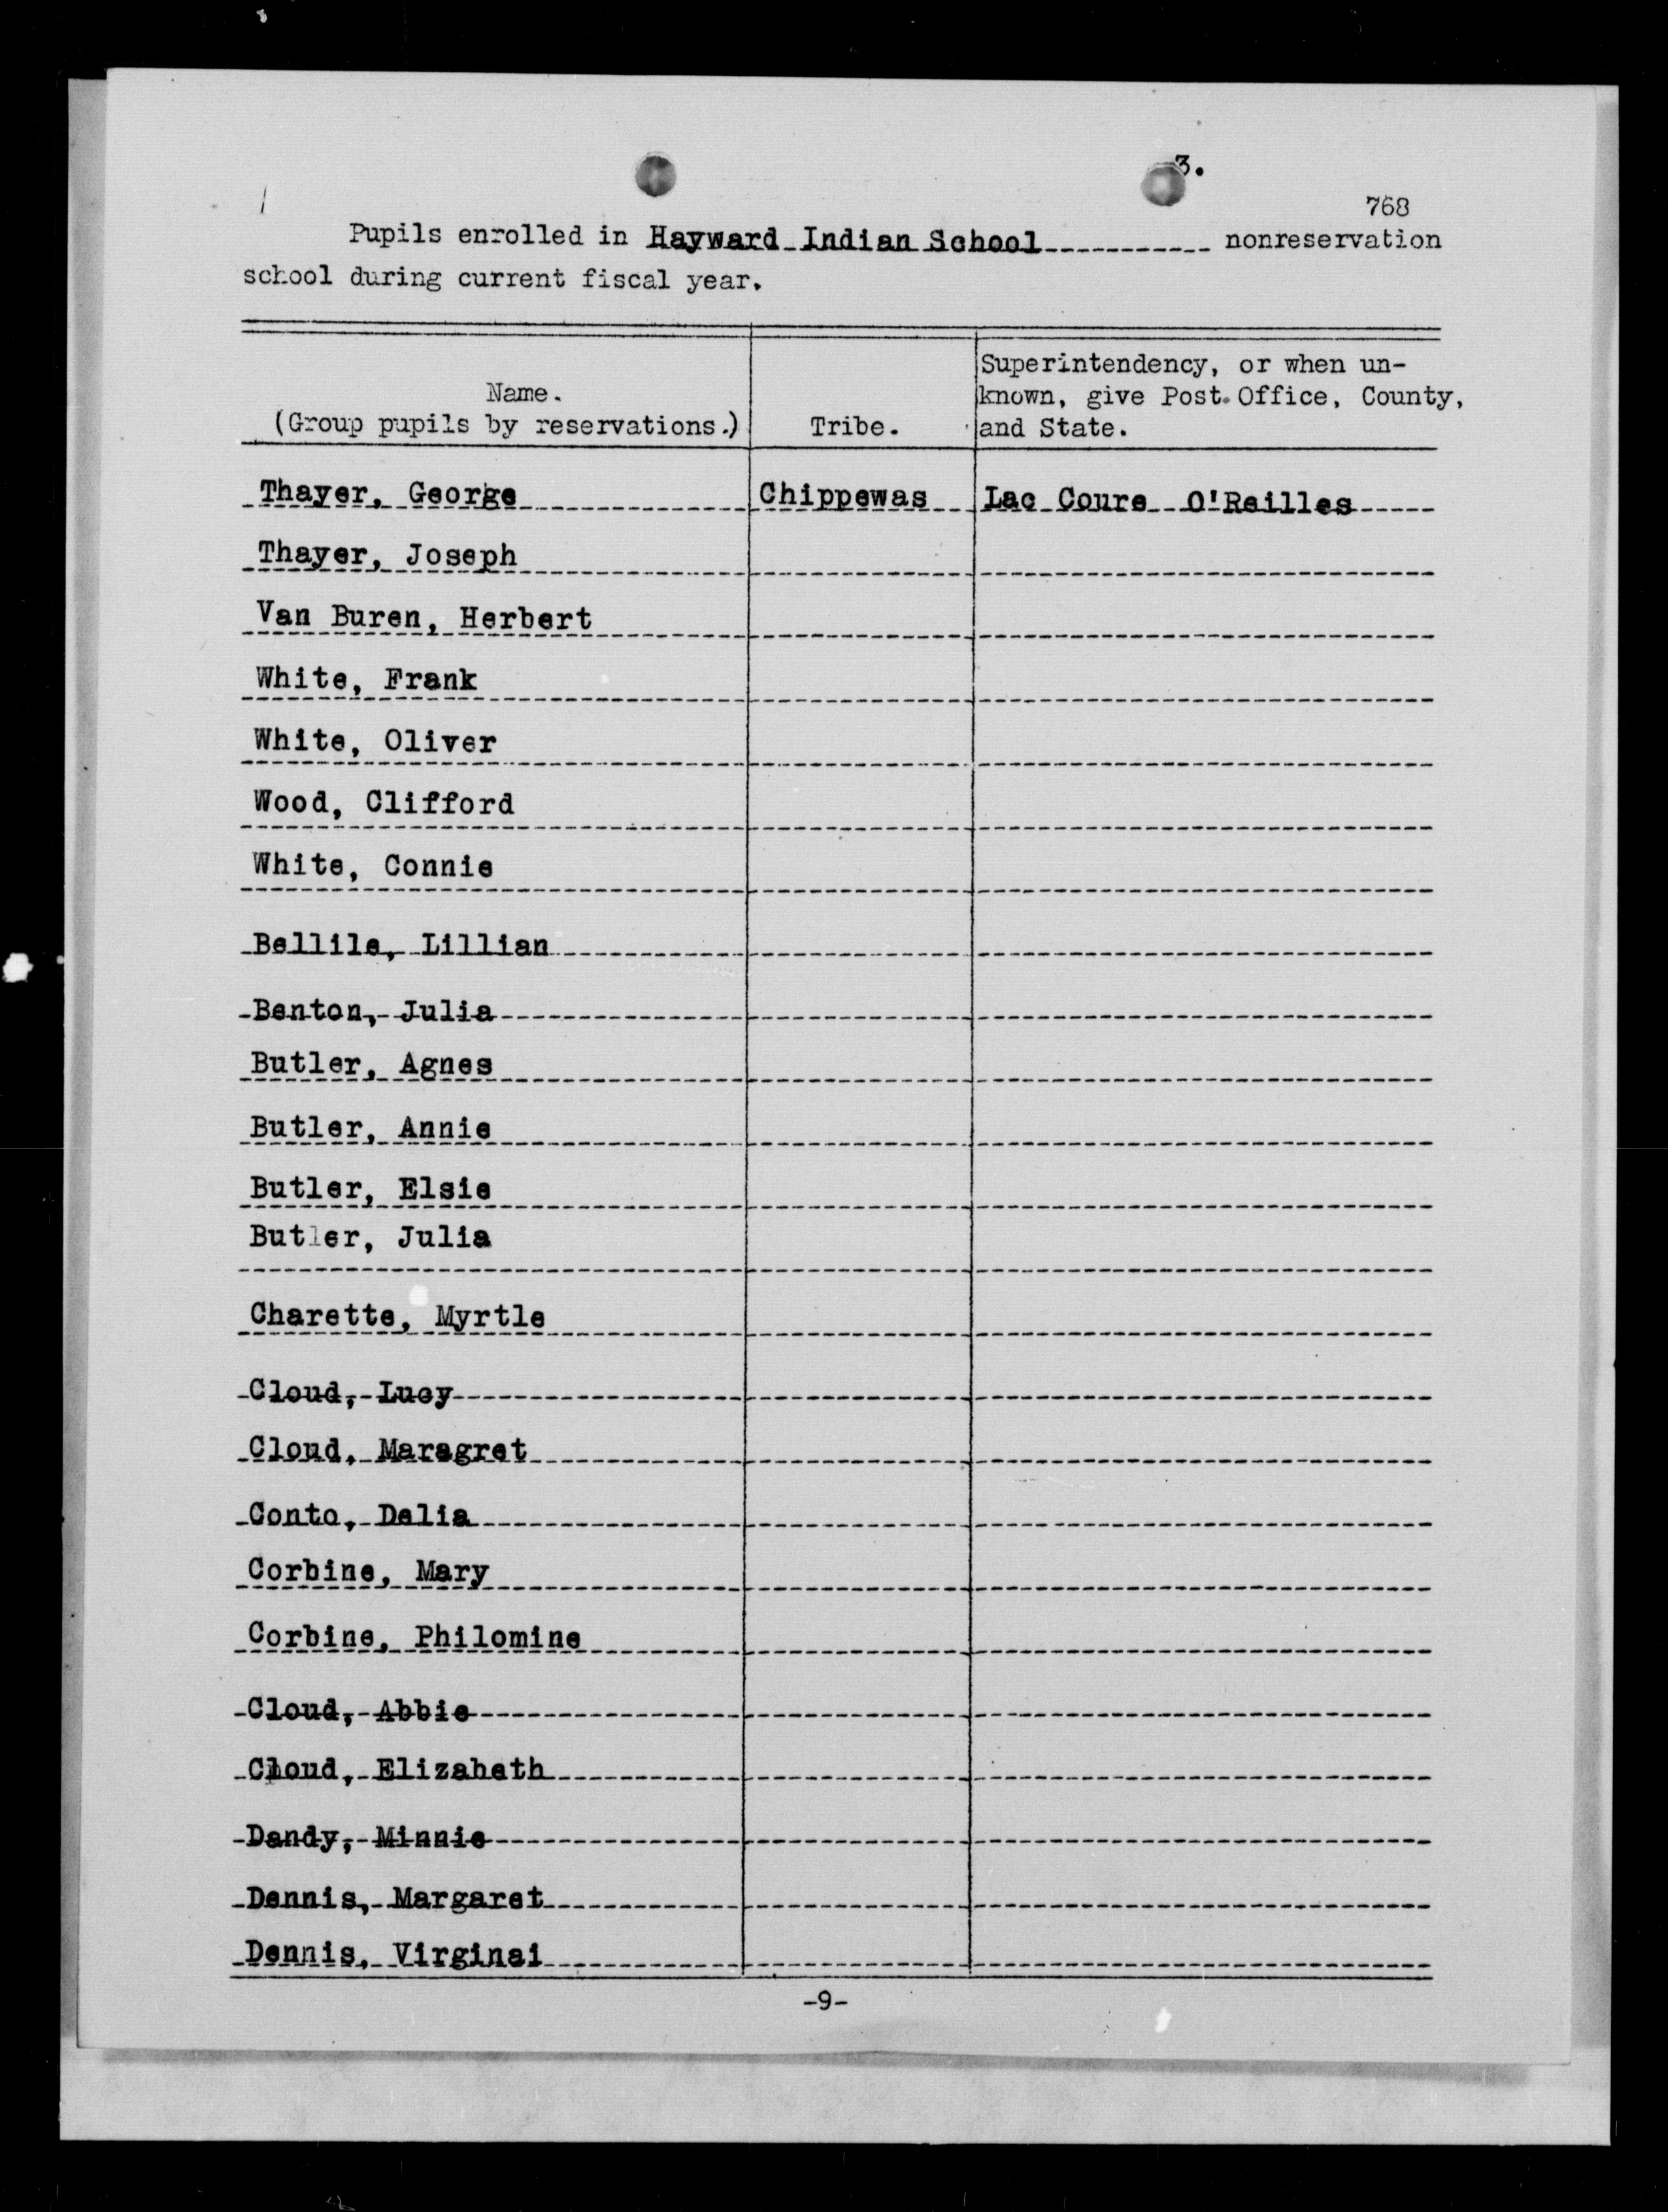 3.
768
Pupils enrolled in Hayward Indian School nonreservation
school during current fiscal year.
Name.
(Group pupils by reservations.)
Tribe.
Superintendency, or when un-
known, give Post Office, County,
and State.
Thayer, George Chippewas Lac Coure O'Reilles
Thayer, Joseph
Van Buren, Herbert
White, Frank
White, Oliver
Wood, Clifford
White, Connie
Bellile, Lillian
Benton, Julia
Butler, Agnes
Butler, Annie
Butler, Elsie
Butler, Julia
Charette, Myrtle
Cloud, Lucy
Cloud, Maragret
Conto, Delia
Corbine, Mary
Corbine, Philomine
Cloud, Abbie
Cloud, Elizabeth
Dandy, Minnie
Dennis, Margaret
Dennis, Virginai
-9-